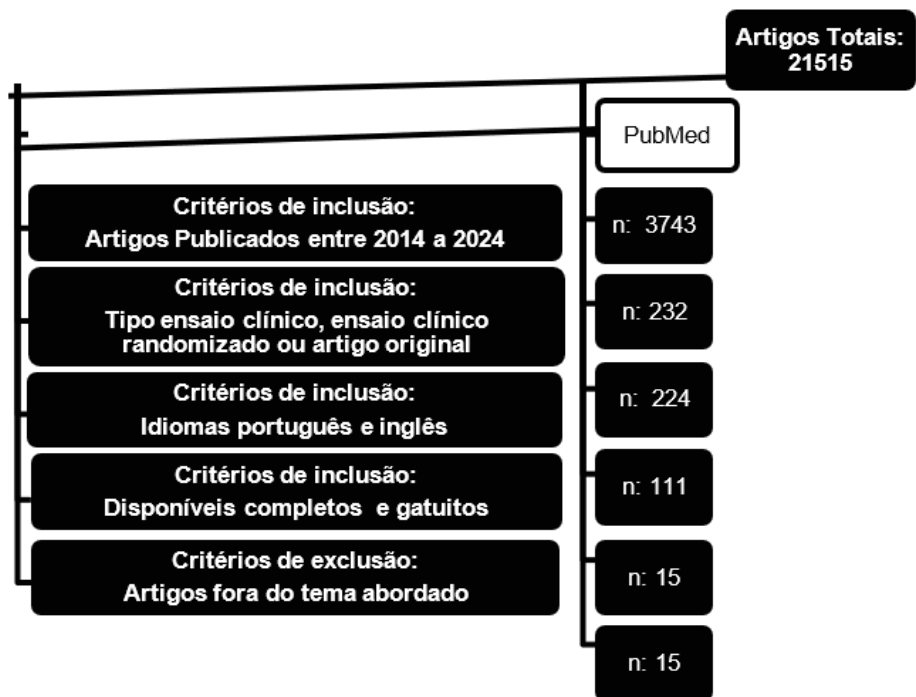 Artigos Totais:
21515
PubMed
Critérios de inclusão:
Artigos Publicados entre 2014 a 2024
n: 3743
Critérios de inclusão:
Tipo ensaio clínico, ensaio clínico
randomizado ou artigo original
n: 232
Critérios de inclusão:
Idiomas português e inglês
n: 224
Critérios de inclusão:
Disponíveis completos e gatuitos
n: 111
Critérios de exclusão:
Artigos fora do tema abordado
n: 15
n: 15